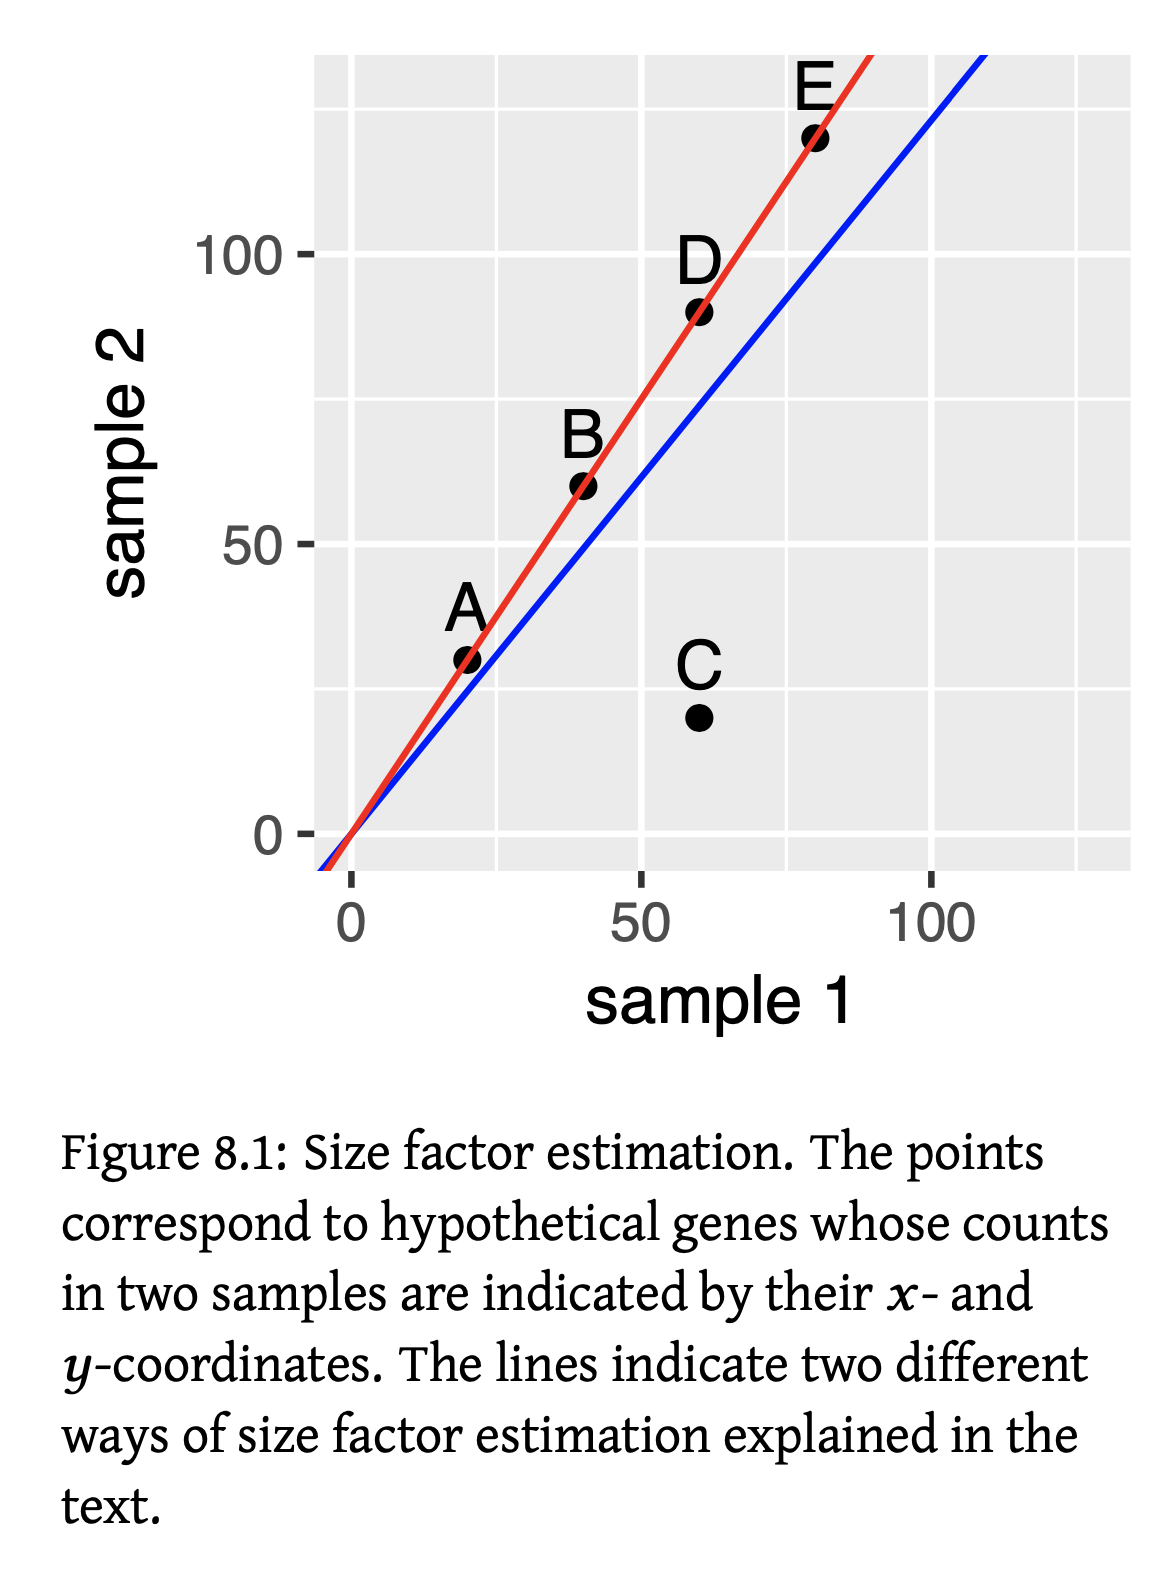 E
D
100
B
50
A
C
0
0 50 100
sample 2
sample 1
Figure 8.1: Size factor estimation. The points
correspond to hypothetical genes whose counts
in two samples are indicated by their x- and
y-coordinates. The lines indicate two different
ways of size factor estimation explained in the
text.